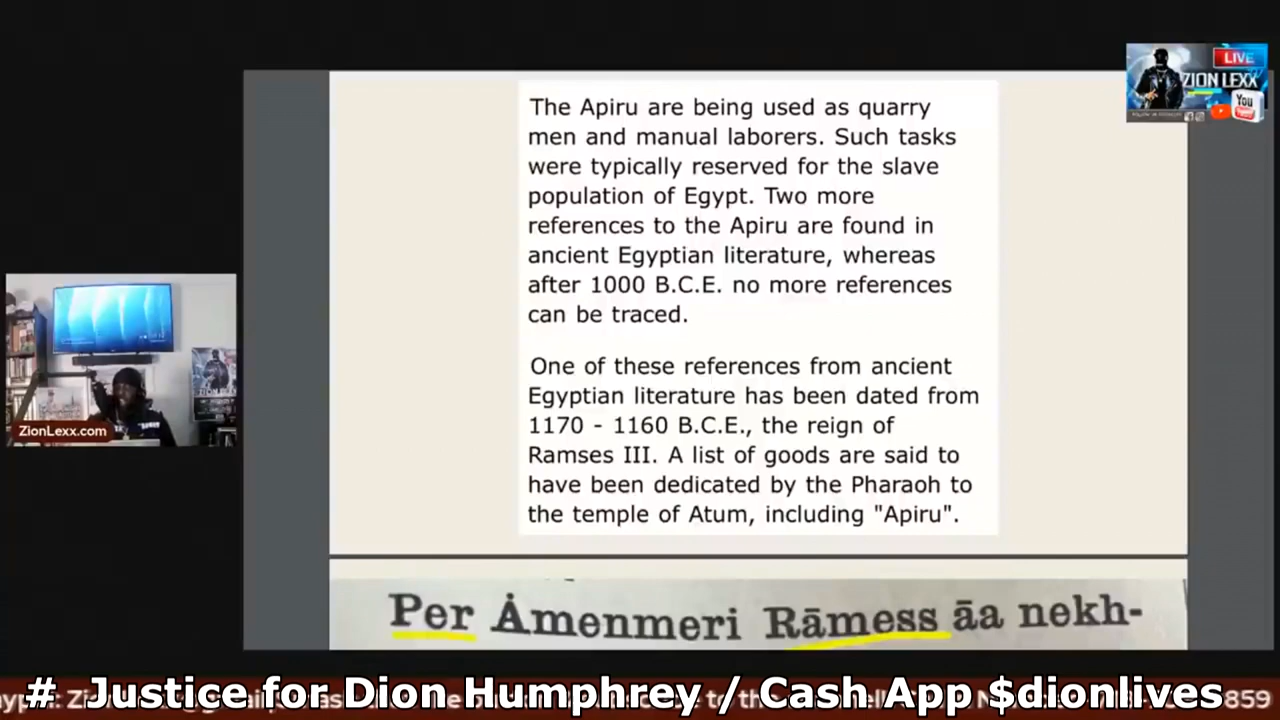 LIVE
ZION LEXX
You
The Apiru are being used as quarry
men and manual laborers. Such tasks
were typically reserved for the slave
population of Egypt. Two more
references to the Apiru are found in
ancient Egyptian literature, whereas
after 1000 B.C.E. no more references
can be traced.
One of these references from ancient
Egyptian literature has been dated from
1170 - 1160 B.C.E., the reign of
Ramses III. A list of goods are said to
have been dedicated by the Pharaoh to
the temple of Atum, including "Apiru".
ZionLexx.com
Per Ȧmenmeri Rāmess āa nekh-
# Justice for Dion Humphrey / Cash App $dionlives
859